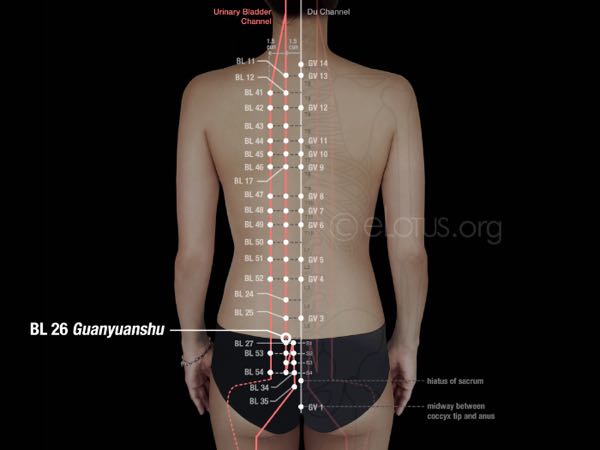 Urinary Bladder
Channel
Du Channel
1.5
cun
1.5
cun
BL 11
GV 14
GV 13
BL 12
BL 41
BL 42
GV 12
BL 43
BL 44
GV 11
BL 45
GV 10
BL 46
GV 9
BL 17
BL 47
GV 8
BL 48
GV 7
BL 49
GV 6
© eLOTUS.org
BL 50
BL 51
GV 5
BL 52
GV 4
BL 24
BL 25
GV 3
BL 26 Guanyuanshu
BL 27
S1
BL 53
S2
S3
BL 54
S4
BL 34
hiatus of sacrum
BL 35
GV 1
midway between
coccyx tip and anus